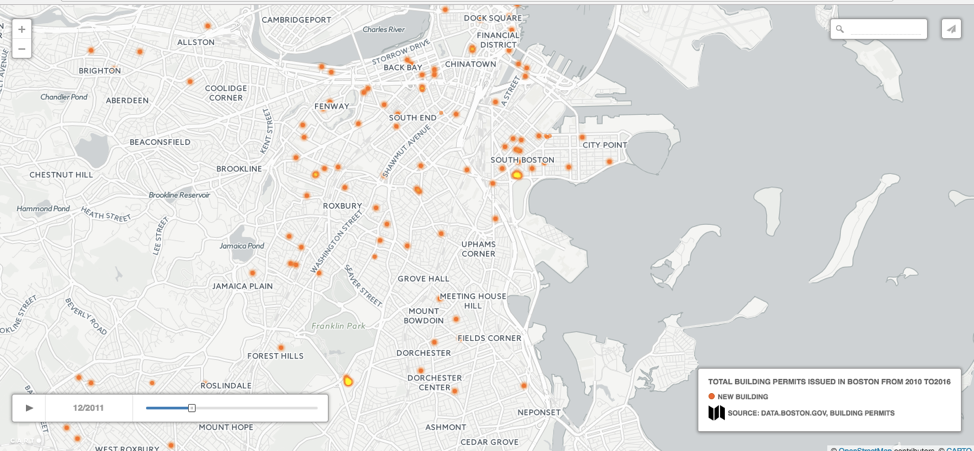 CAMBRIDGEPORT
DOCK SQUARE
Charles River
FINANCIAL
DISTRICT
ALLSTON
STORROW DRIVE
BACK BAY
CHINATOWN
BRIGHTON
A STREET
COOLIDGE
CORNER
Chandler Pond
ABERDEEN
FENWAY
SOUTH END
KENT STREET
BEACONSFIELD
CITY POINT
SHAWMUT AVENUE
SOUTH BOSTON
CHESTNUT HILL
BROOKLINE
Brookline Reservoir
Hammond Pond
HEATH STREET
ROXBURY
LEE STREET
WASHINGTON STREET
Jamaica Pond
UPHAMS
CORNER
SEAVER STREET
GROVE HALL
JAMAICA PLAIN
BEVERLY ROAD
MEETING HOUSE
HILL
MOUNT
BOWDOIN
Franklin Park
FIELDS CORNER
FOREST HILLS
DORCHESTER
DORCHESTER
CENTER
ROSLINDALE
12/2011
NEPONSET
MOUNT HOPE
ASHMONT
CEDAR GROVE
WEST ROXBURY
TOTAL BUILDING PERMITS ISSUED IN BOSTON FROM 2010 TO2016
NEW BUILDING
SOURCE: DATA.BOSTON.GOV, BUILDING PERMITS
© OpenStreetMap contributors © CARTO